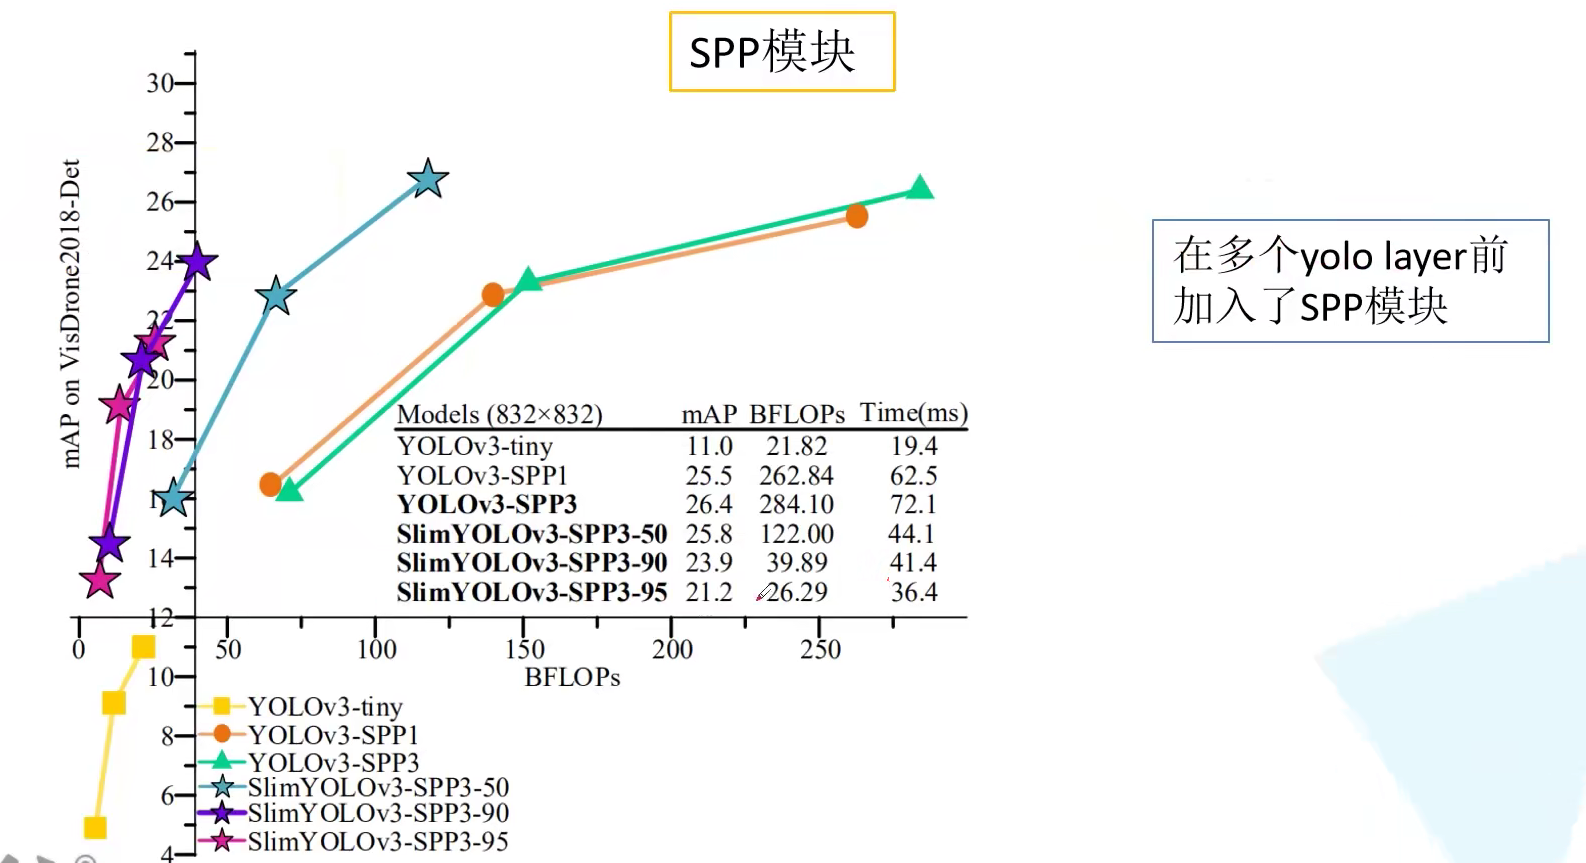 SPP模块
mAP on VisDrone2018-Det
30
28
26
24
22
20
18
14
12
10
8
6
4
0 50 100 150 200 250
BFLOPs
在多个yolo layer前
加入了SPP模块
Models (832×832) mAP BFLOPs Time(ms)
YOLOv3-tiny 11.0 21.82 19.4
YOLOv3-SPP1 25.5 262.84 62.5
YOLOv3-SPP3 26.4 284.10 72.1
SlimYOLOv3-SPP3-50 25.8 122.00 44.1
SlimYOLOv3-SPP3-90 23.9 39.89 41.4
SlimYOLOv3-SPP3-95 21.2 26.29 36.4
YOLOv3-tiny
YOLOv3-SPP1
YOLOv3-SPP3
SlimYOLOv3-SPP3-50
SlimYOLOv3-SPP3-90
SlimYOLOv3-SPP3-95